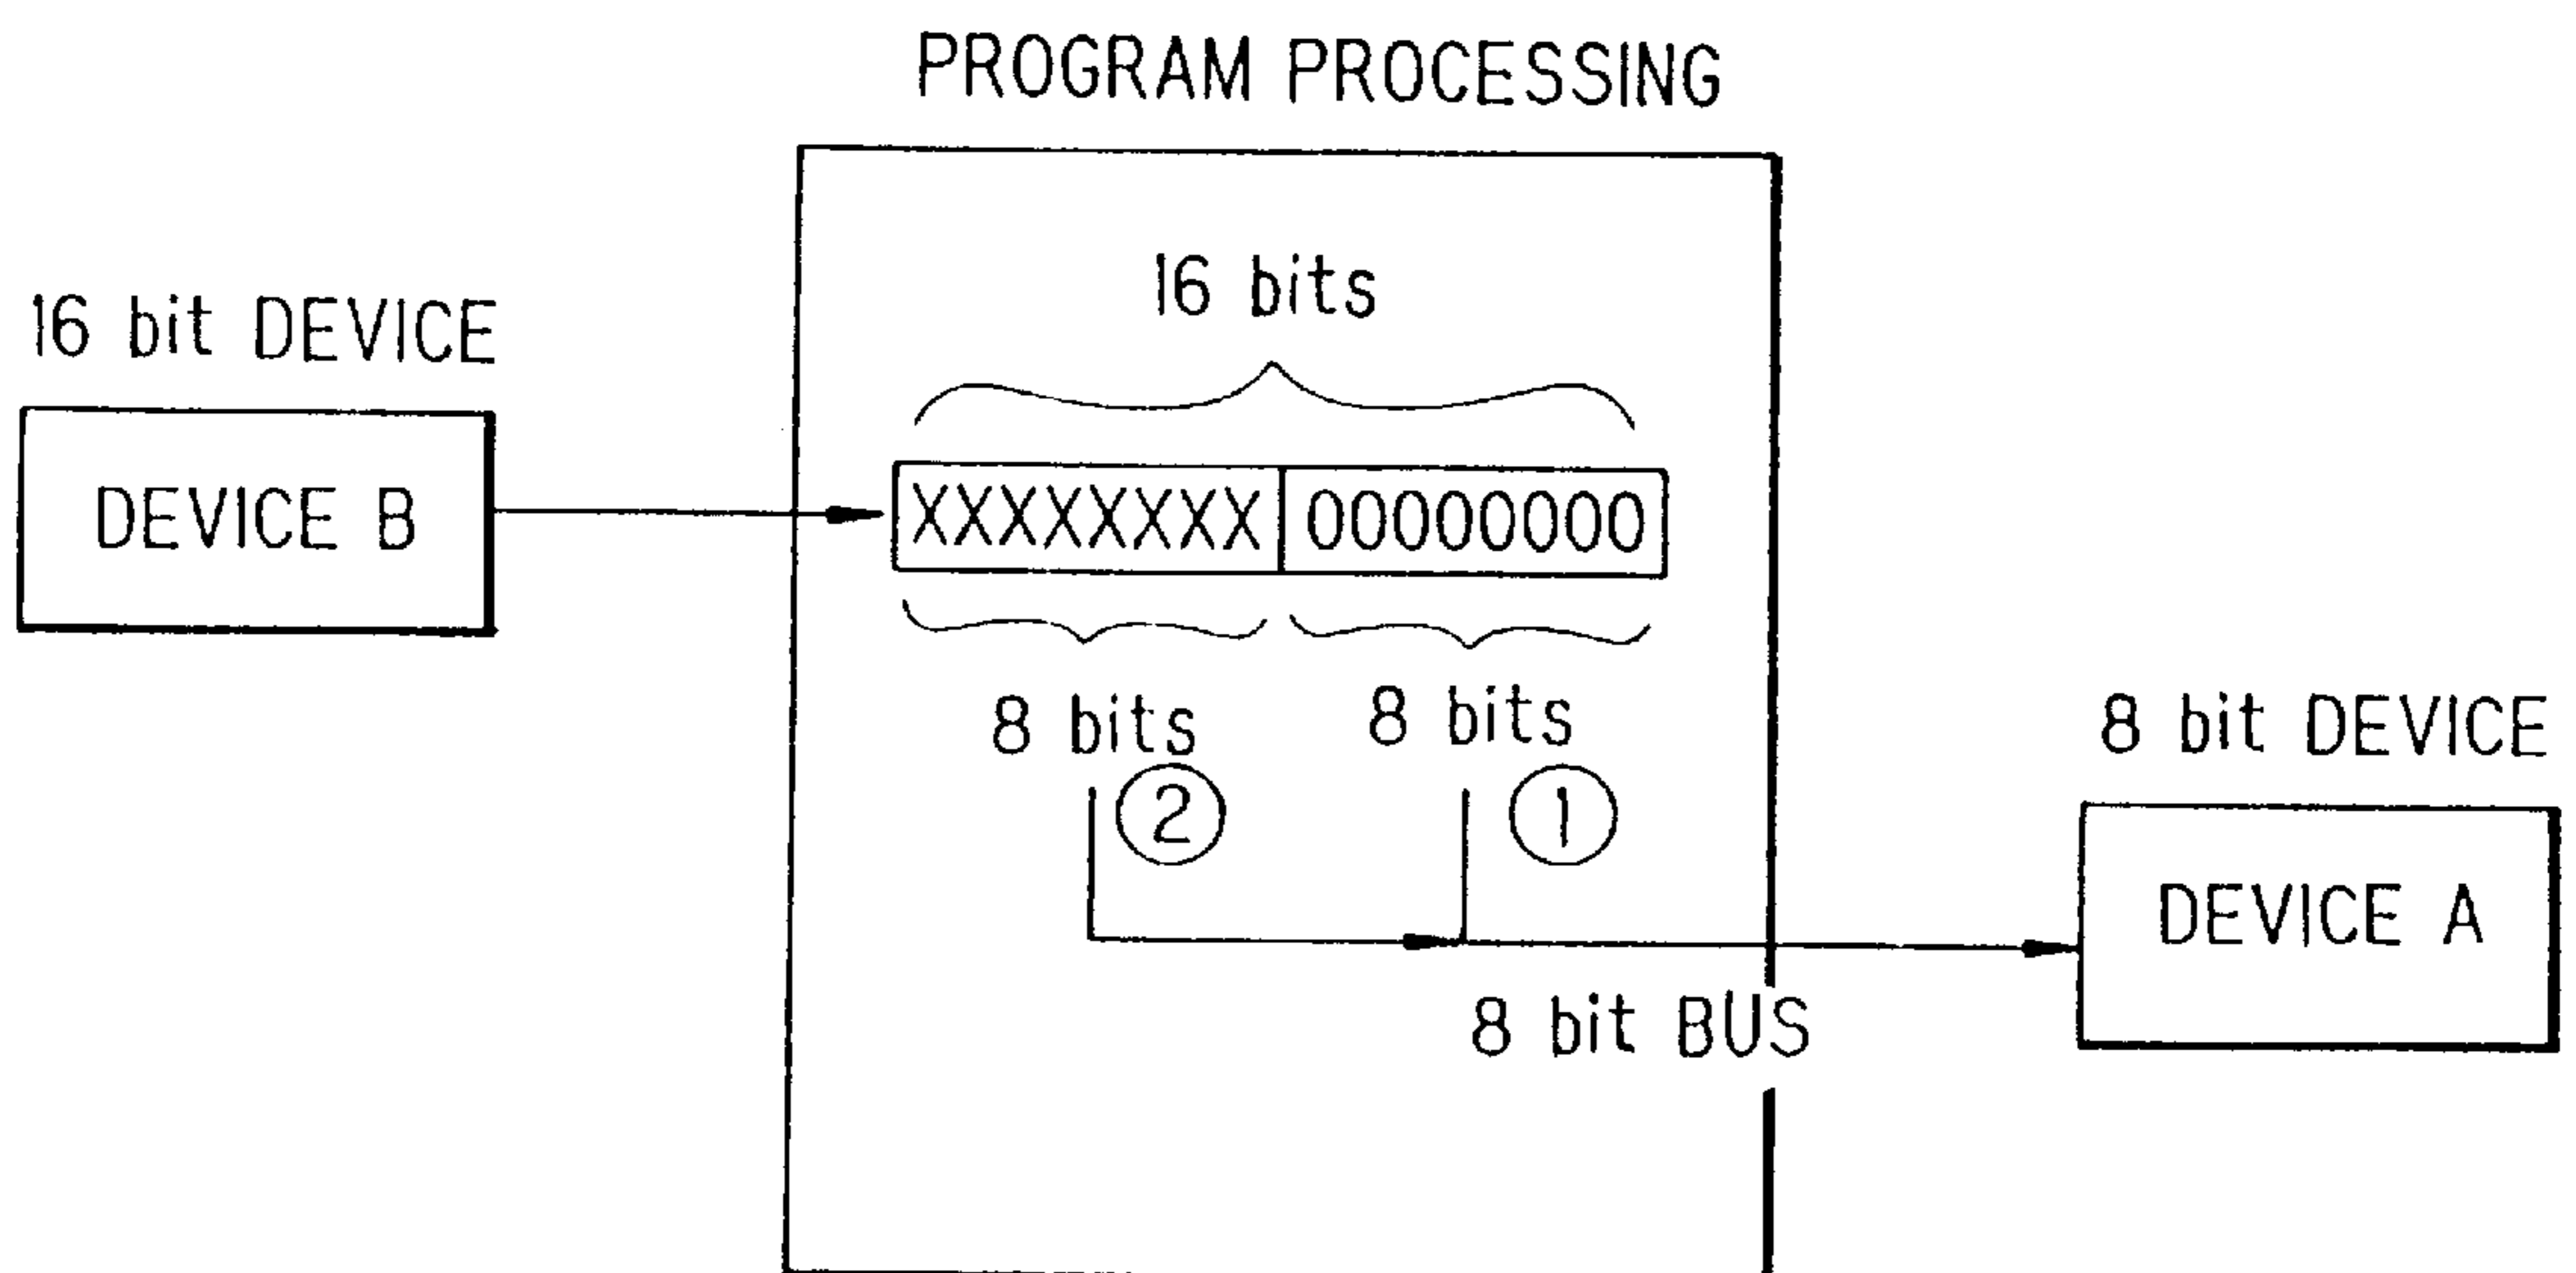 PROGRAM PROCESSING
16 bits
16 bit DEVICE
DEVICE B
XXXXXXXX 00000000
8 bits 8 bits
② ①
8 bit DEVICE
DEVICE A
8 bit BUS